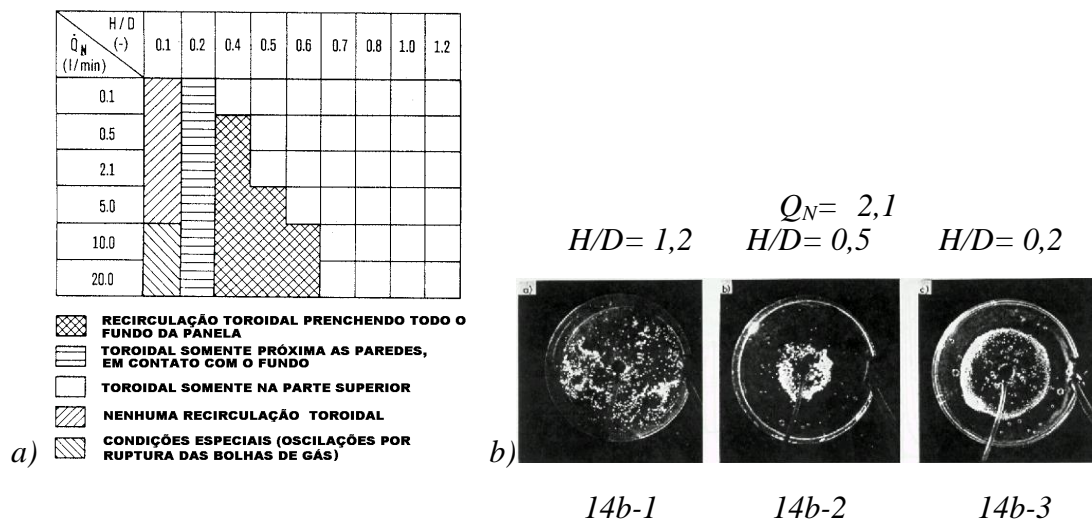 H/D
(-)
Q̇N
(l/min)
0.1 0.2 0.4 0.5 0.6 0.7 0.8 1.0 1.2
0.1
0.5
2.1
5.0
10.0
20.0
RECIRCULAÇÃO TOROIDAL PRENCHENDO TODO O
FUNDO DA PANELA
TOROIDAL SOMENTE PRÓXIMA AS PAREDES,
EM CONTATO COM O FUNDO
TOROIDAL SOMENTE NA PARTE SUPERIOR
NENHUMA RECIRCULAÇÃO TOROIDAL
CONDIÇÕES ESPECIAIS (OSCILAÇÕES POR
RUPTURA DAS BOLHAS DE GÁS)
a)
QN= 2,1
H/D= 1,2 H/D= 0,5 H/D= 0,2
a) b) c)
b)
14b-1 14b-2 14b-3